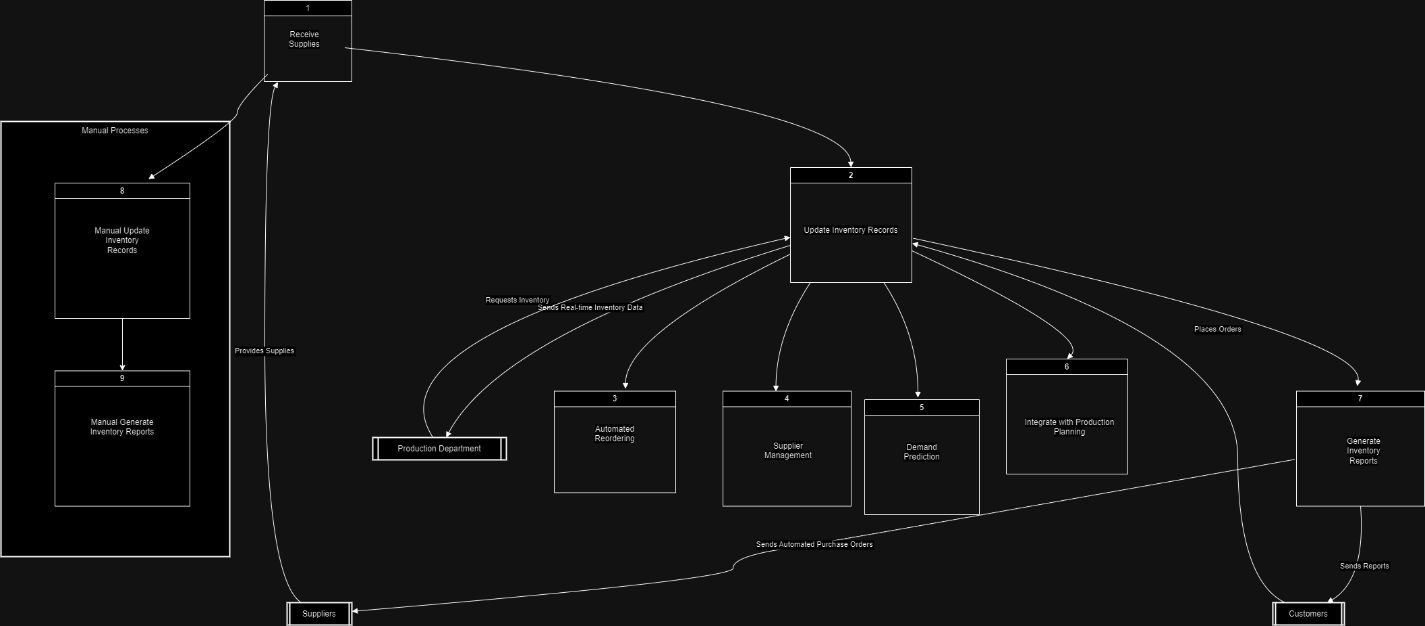 1
Receive
Supplies
Manual Processes
2
8
Manual Update
Inventory
Records
Update Inventory Records
Requests Inventory
Sends Real-time Inventory Data
Places Orders
Provides Supplies
9
Manual Generate
Inventory Reports
3
Automated
Reordering
4
Supplier
Management
5
Demand
Prediction
6
Integrate with Production
Planning
7
Generate
Inventory
Reports
Production Department
Sends Automated Purchase Orders
Sends Reports
Suppliers
Customers